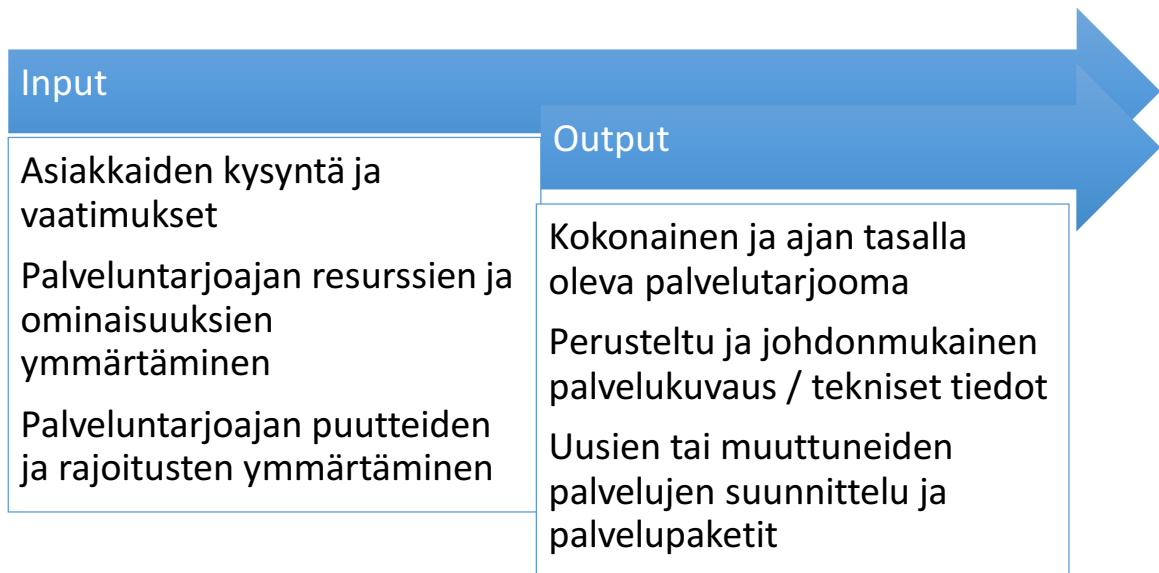 Input
Asiakkaiden kysyntä ja
vaatimukset
Palveluntarjoajan resurssien ja
ominaisuuksien
ymmärtäminen
Palveluntarjoajan puutteiden
ja rajoitusten ymmärtäminen
Output
Kokonainen ja ajan tasalla
oleva palvelutarjooma
Perusteltu ja johdonmukainen
palvelukuvaus / tekniset tiedot
Uusien tai muuttuneiden
palvelujen suunnittelu ja
palvelupaketit